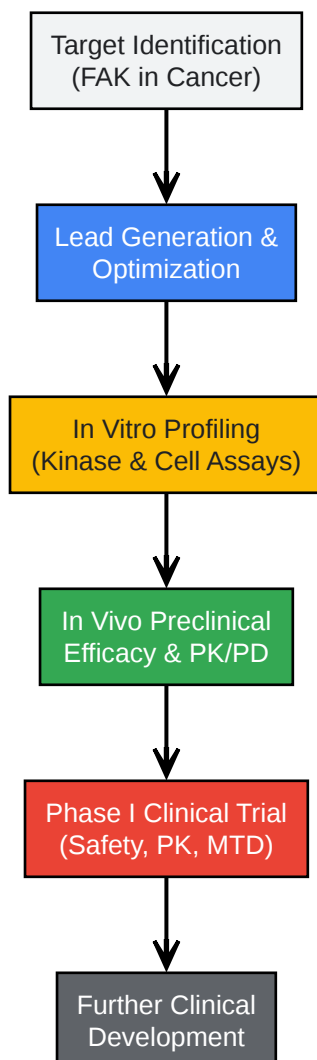 Target Identification
(FAK in Cancer)
Lead Generation &
Optimization
In Vitro Profiling
(Kinase & Cell Assays)
In Vivo Preclinical
Efficacy & PK/PD
Phase I Clinical Trial
(Safety, PK, MTD)
Further Clinical
Development